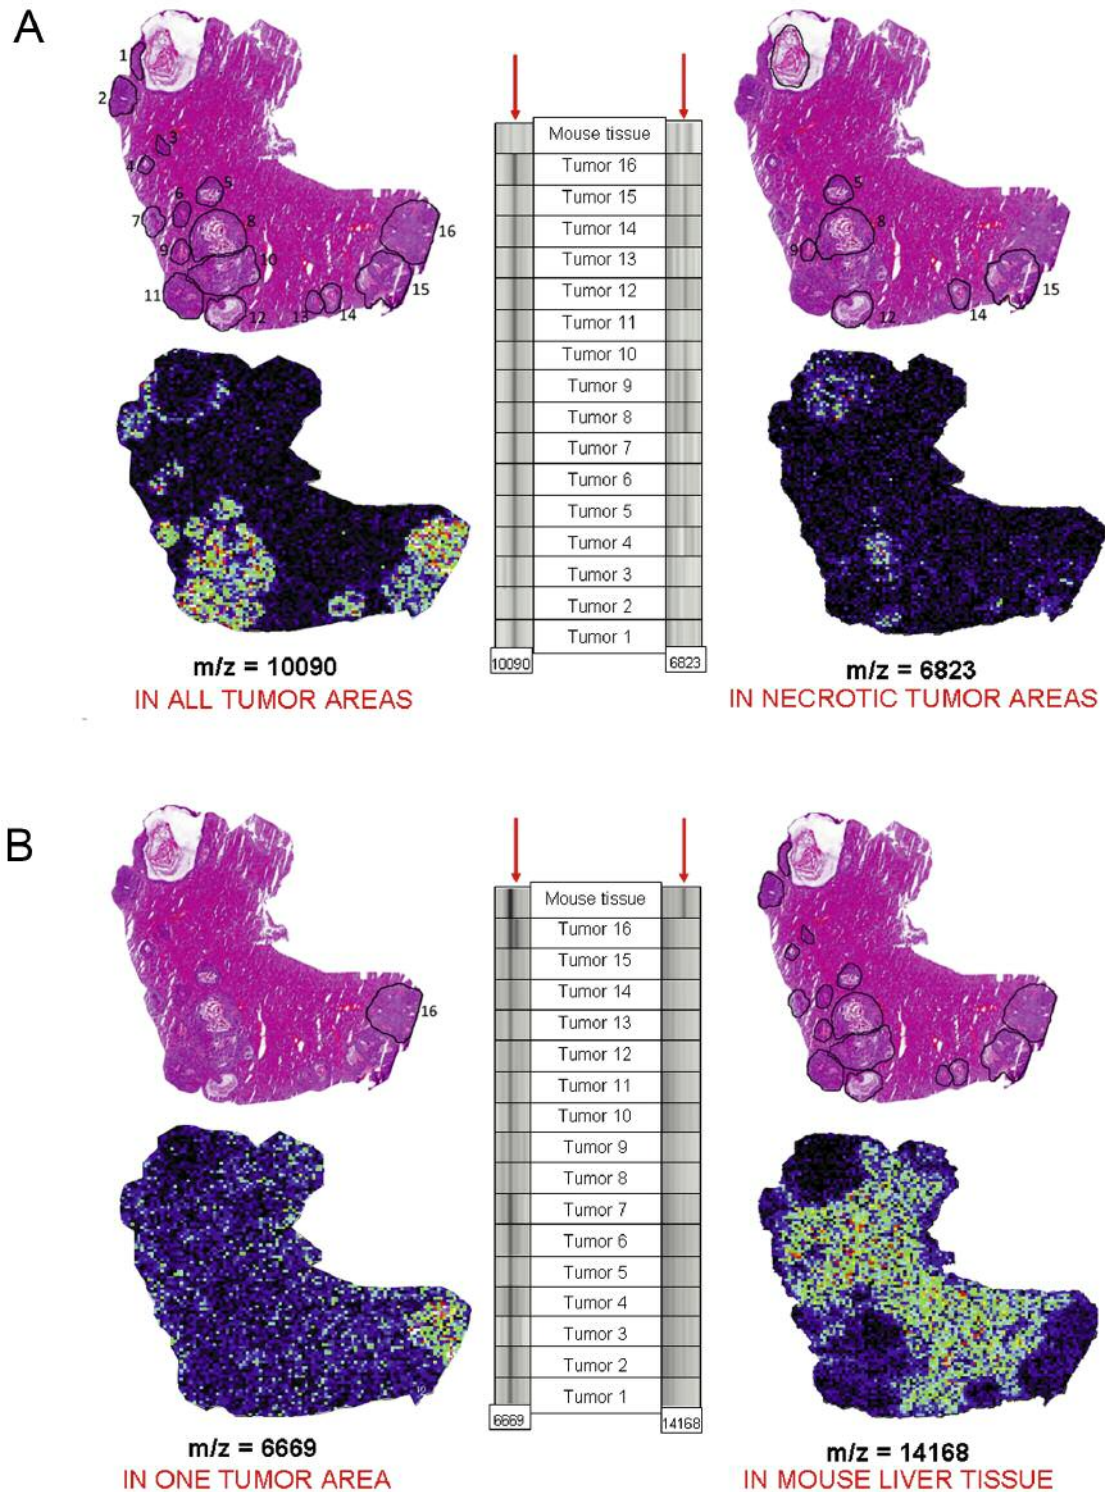 A
1
2
3
4
5
6
7
8
9
10
11
12
13
14
15
16
Mouse tissue
Tumor 16
Tumor 15
Tumor 14
Tumor 13
Tumor 12
Tumor 11
Tumor 10
Tumor 9
Tumor 8
Tumor 7
Tumor 6
Tumor 5
Tumor 4
Tumor 3
Tumor 2
Tumor 1
10090
6823
5
8
9
12
14
15
m/z = 10090
IN ALL TUMOR AREAS
m/z = 6823
IN NECROTIC TUMOR AREAS
B
16
Mouse tissue
Tumor 16
Tumor 15
Tumor 14
Tumor 13
Tumor 12
Tumor 11
Tumor 10
Tumor 9
Tumor 8
Tumor 7
Tumor 6
Tumor 5
Tumor 4
Tumor 3
Tumor 2
Tumor 1
6669
14168
m/z = 6669
IN ONE TUMOR AREA
m/z = 14168
IN MOUSE LIVER TISSUE